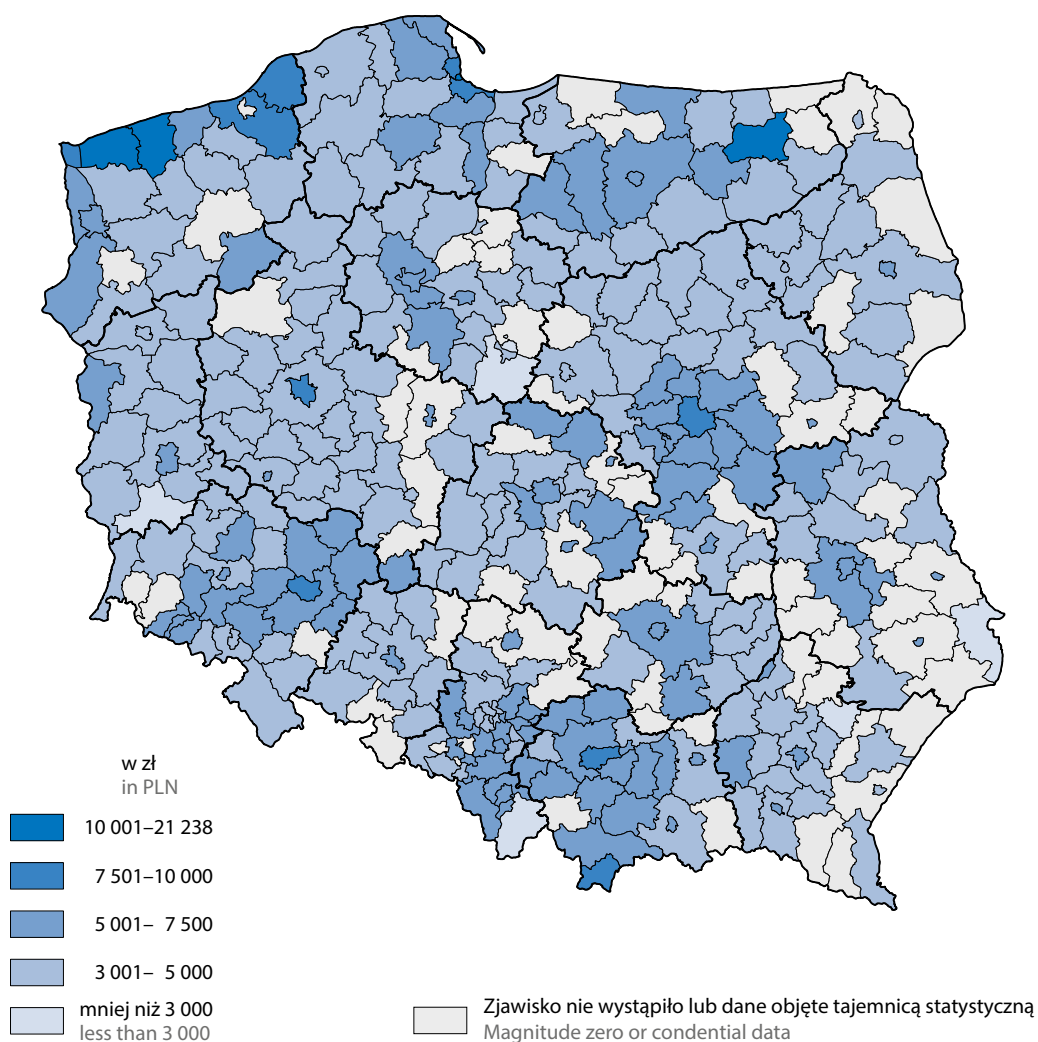 w zł
in PLN
10 001–21 238
7 501–10 000
5 001– 7 500
3 001– 5 000
mniej niż 3 000
less than 3 000
Zjawisko nie wystąpiło lub dane objęte tajemnicą statystyczną
Magnitude zero or condential data